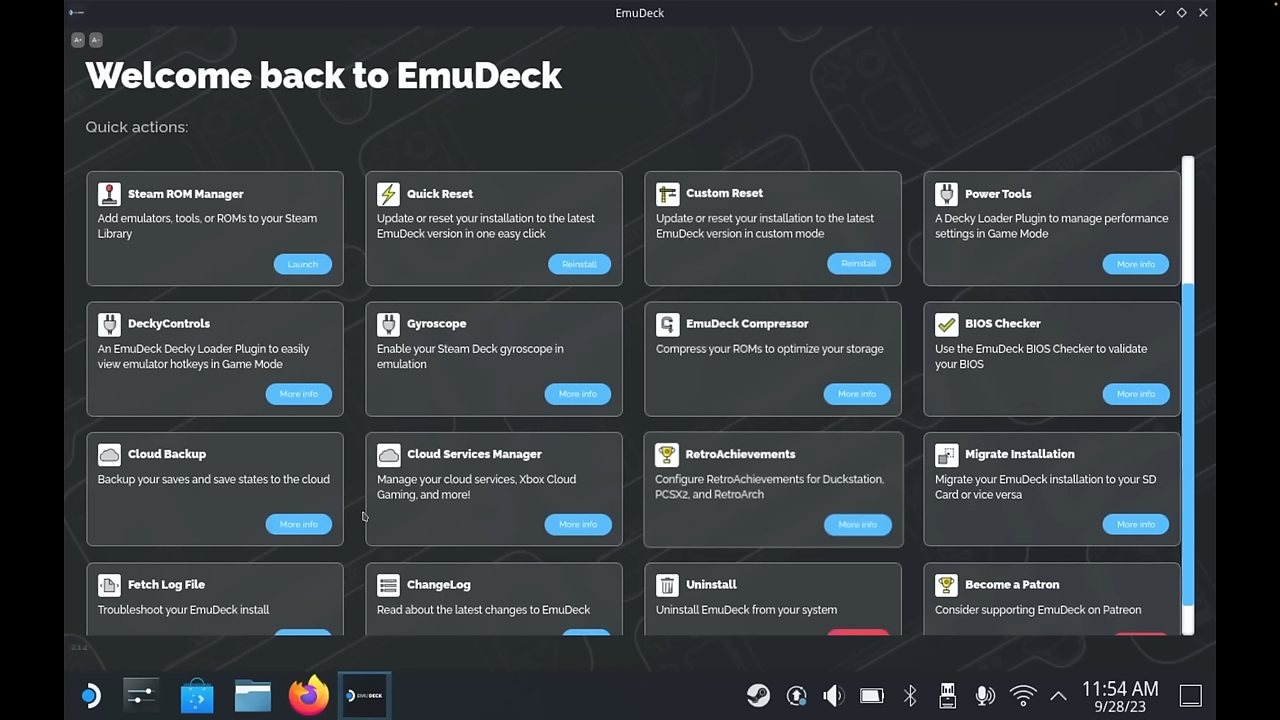 EmuDeck
A+ A-
Welcome back to EmuDeck
Quick actions:
Steam ROM Manager
Add emulators, tools, or ROMs to your Steam
Library
Launch
Quick Reset
Update or reset your installation to the latest
EmuDeck version in one easy click
Reinstall
Custom Reset
Update or reset your installation to the latest
EmuDeck version in custom mode
Reinstall
Power Tools
A Decky Loader Plugin to manage performance
settings in Game Mode
More info
DeckyControls
An EmuDeck Decky Loader Plugin to easily
view emulator hotkeys in Game Mode
More info
Gyroscope
Enable your Steam Deck gyroscope in
emulation
More info
EmuDeck Compressor
Compress your ROMs to optimize your storage
More info
BIOS Checker
Use the EmuDeck BIOS Checker to validate
your BIOS
More info
Cloud Backup
Backup your saves and save states to the cloud
More info
Cloud Services Manager
Manage your cloud services, Xbox Cloud
Gaming, and more!
More info
RetroAchievements
Configure RetroAchievements for Duckstation,
PCSX2, and RetroArch
More info
Migrate Installation
Migrate your EmuDeck installation to your SD
Card or vice versa
More info
Fetch Log File
Troubleshoot your EmuDeck install
ChangeLog
Read about the latest changes to EmuDeck
Uninstall
Uninstall EmuDeck from your system
Become a Patron
Consider supporting EmuDeck on Patreon
2.1.4
EMUDECK
11:54 AM
9/28/23